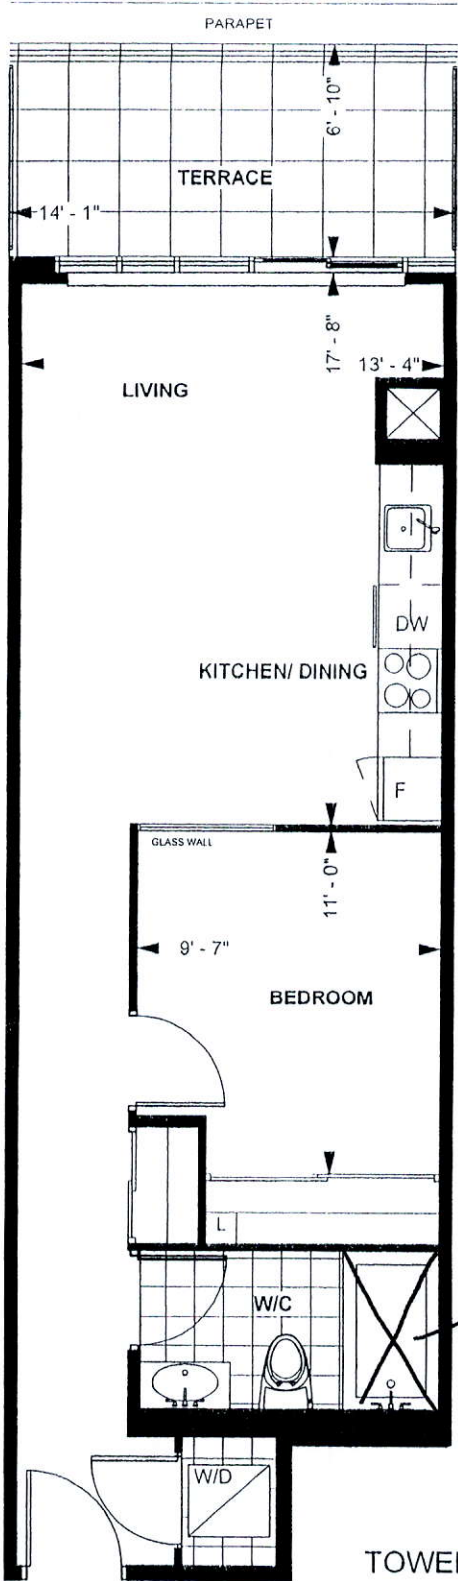 PARAPET
6' - 10"
TERRACE
14' - 1"
17' - 8"
13' - 4"
LIVING
DW
KITCHEN/ DINING
F
GLASS WALL
11' - 0"
9' - 7"
BEDROOM
L
W/C
W/D